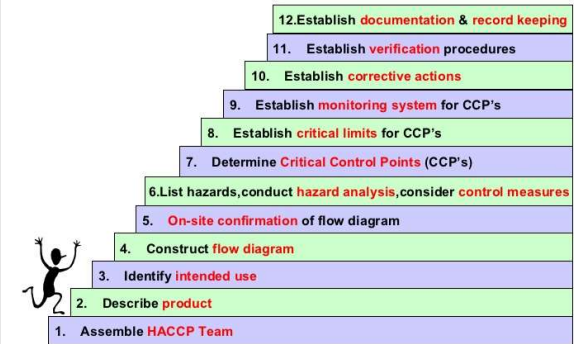 12.Establish documentation & record keeping
11. Establish verification procedures
10. Establish corrective actions
9. Establish monitoring system for CCP's
8. Establish critical limits for CCP's
7. Determine Critical Control Points (CCP's)
6.List hazards,conduct hazard analysis,consider control measures
5. On-site confirmation of flow diagram
4. Construct flow diagram
3. Identify intended use
2. Describe product
1. Assemble HACCP Team